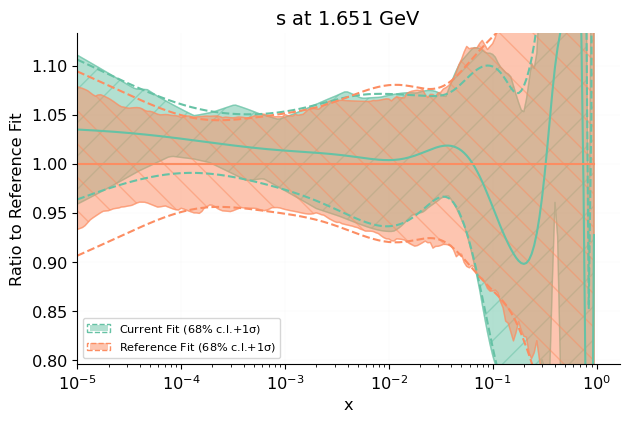 s at 1.651 GeV
Ratio to Reference Fit
1.10
1.05
1.00
0.95
0.90
0.85
0.80
Current Fit (68% c.l.+1σ)
Reference Fit (68% c.l.+1σ)
10⁻⁵ 10⁻⁴ 10⁻³ 10⁻² 10⁻¹ 10⁰
x